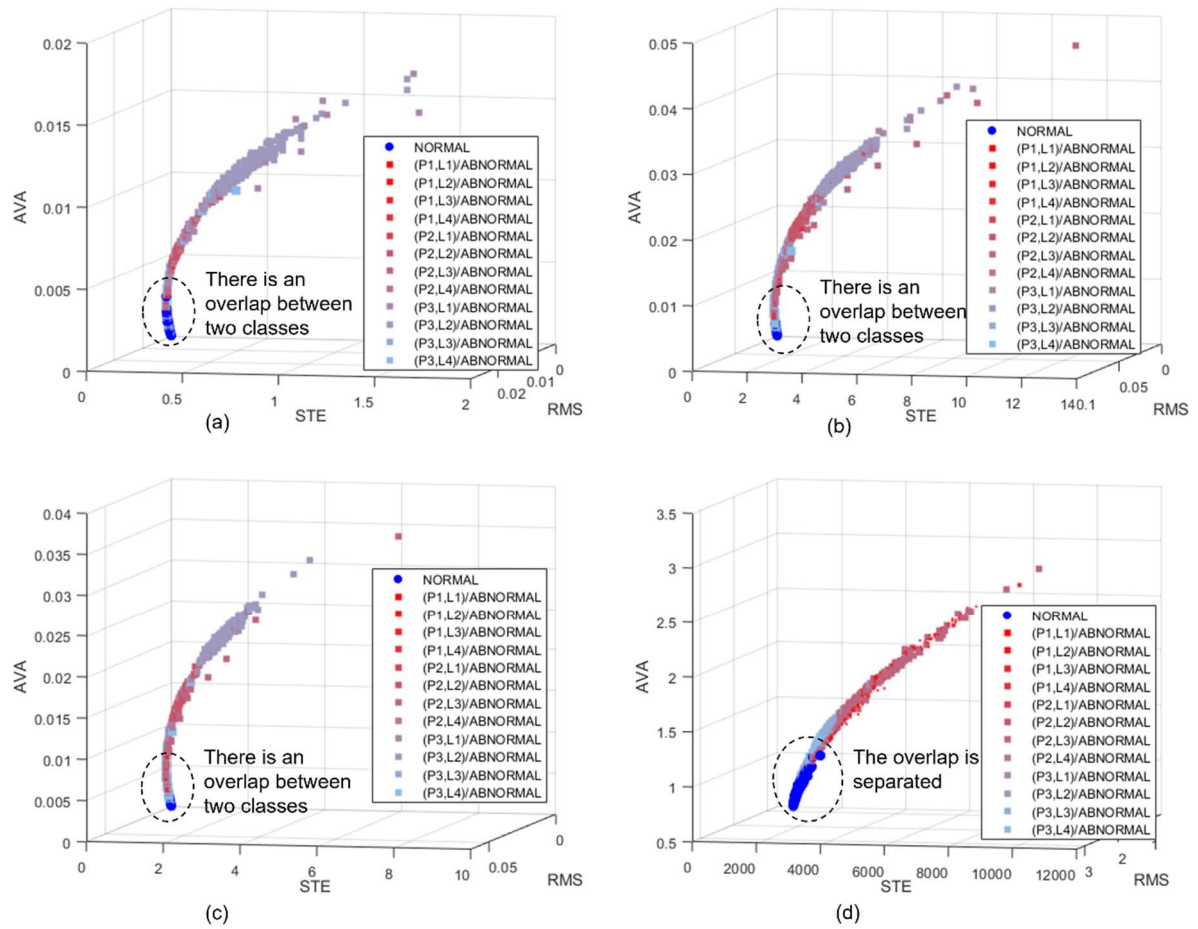 0.02
0.015
0.01
0.005
0
AVA
NORMAL
(P1,L1)/ABNORMAL
(P1,L2)/ABNORMAL
(P1,L3)/ABNORMAL
(P1,L4)/ABNORMAL
(P2,L1)/ABNORMAL
(P2,L2)/ABNORMAL
(P2,L3)/ABNORMAL
(P2,L4)/ABNORMAL
(P3,L1)/ABNORMAL
(P3,L2)/ABNORMAL
(P3,L3)/ABNORMAL
(P3,L4)/ABNORMAL
There is an
overlap between
two classes
0 0.5 1 1.5 2
STE
0.02 0.01 0
RMS
(a)
0.05
0.04
0.03
0.02
0.01
0
AVA
NORMAL
(P1,L1)/ABNORMAL
(P1,L2)/ABNORMAL
(P1,L3)/ABNORMAL
(P1,L4)/ABNORMAL
(P2,L1)/ABNORMAL
(P2,L2)/ABNORMAL
(P2,L3)/ABNORMAL
(P2,L4)/ABNORMAL
(P3,L1)/ABNORMAL
(P3,L2)/ABNORMAL
(P3,L3)/ABNORMAL
(P3,L4)/ABNORMAL
There is an
overlap between
two classes
0 2 4 6 8 10 12 14
STE
0.1 0.05 0
RMS
(b)
0.04
0.035
0.03
0.025
0.02
0.015
0.01
0.005
0
AVA
NORMAL
(P1,L1)/ABNORMAL
(P1,L2)/ABNORMAL
(P1,L3)/ABNORMAL
(P1,L4)/ABNORMAL
(P2,L1)/ABNORMAL
(P2,L2)/ABNORMAL
(P2,L3)/ABNORMAL
(P2,L4)/ABNORMAL
(P3,L1)/ABNORMAL
(P3,L2)/ABNORMAL
(P3,L3)/ABNORMAL
(P3,L4)/ABNORMAL
There is an
overlap between
two classes
0 2 4 6 8 10
STE
0.05 0
RMS
(c)
3.5
3
2.5
2
1.5
1
0.5
AVA
NORMAL
(P1,L1)/ABNORMAL
(P1,L2)/ABNORMAL
(P1,L3)/ABNORMAL
(P1,L4)/ABNORMAL
(P2,L1)/ABNORMAL
(P2,L2)/ABNORMAL
(P2,L3)/ABNORMAL
(P2,L4)/ABNORMAL
(P3,L1)/ABNORMAL
(P3,L2)/ABNORMAL
(P3,L3)/ABNORMAL
(P3,L4)/ABNORMAL
The overlap is
separated
0 2000 4000 6000 8000 10000 12000
STE
3 2
RMS
(d)